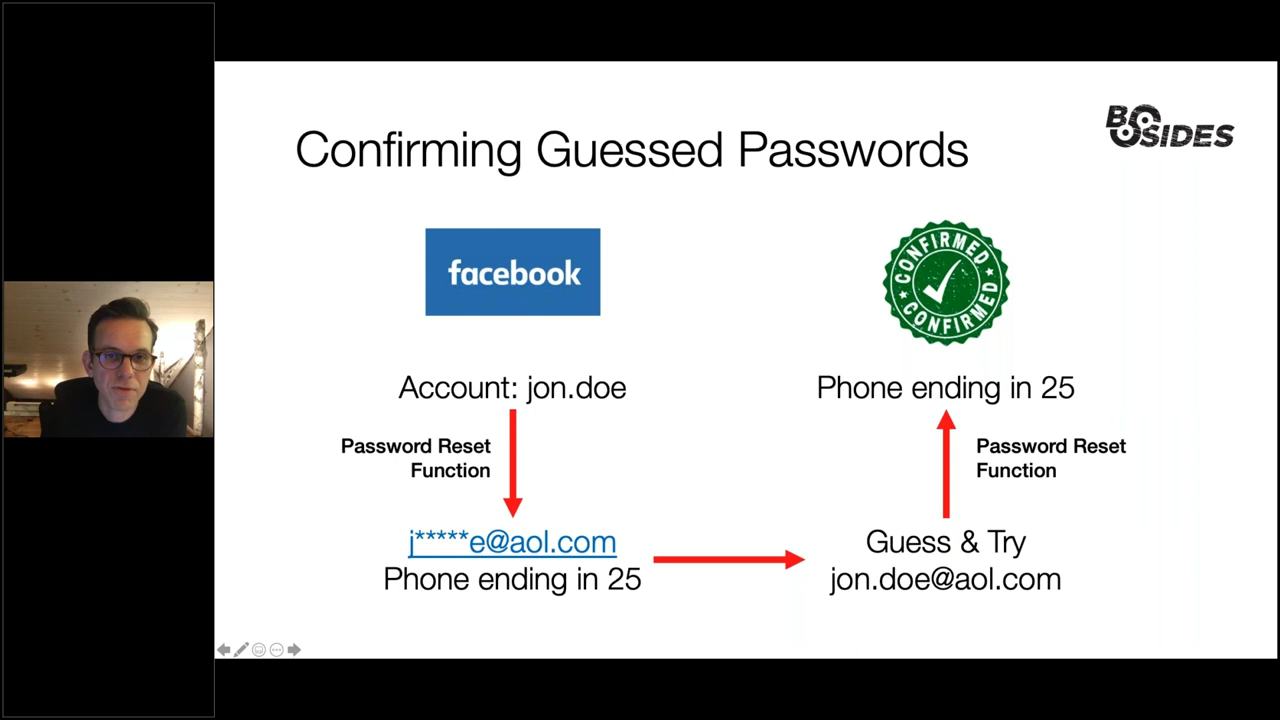 Confirming Guessed Passwords
BOSIDES
facebook
CONFIRMED
CONFIRMED
Account: jon.doe
Phone ending in 25
Password Reset
Function
Password Reset
Function
j*****e@aol.com
Phone ending in 25
Guess & Try
jon.doe@aol.com